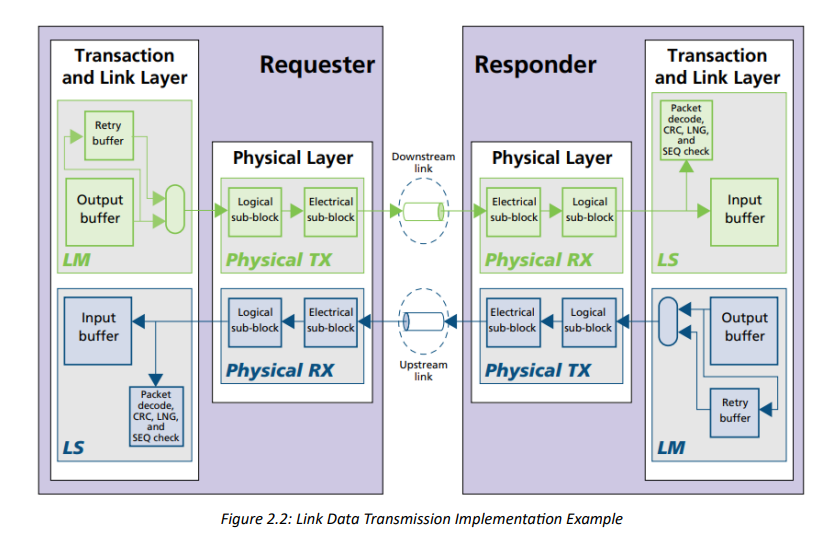 Transaction
and Link Layer
Requester
Retry
buffer
Output
buffer
LM
Physical Layer
Logical
sub-block
Electrical
sub-block
Physical TX
Input
buffer
Packet
decode,
CRC, LNG,
and
SEQ check
LS
Logical
sub-block
Electrical
sub-block
Physical RX
Downstream
link
Upstream
link
Responder
Transaction
and Link Layer
Physical Layer
Electrical
sub-block
Logical
sub-block
Physical RX
Packet
decode,
CRC, LNG,
and
SEQ check
Input
buffer
LS
Electrical
sub-block
Logical
sub-block
Physical TX
Output
buffer
Retry
buffer
LM
Figure 2.2: Link Data Transmission Implementation Example